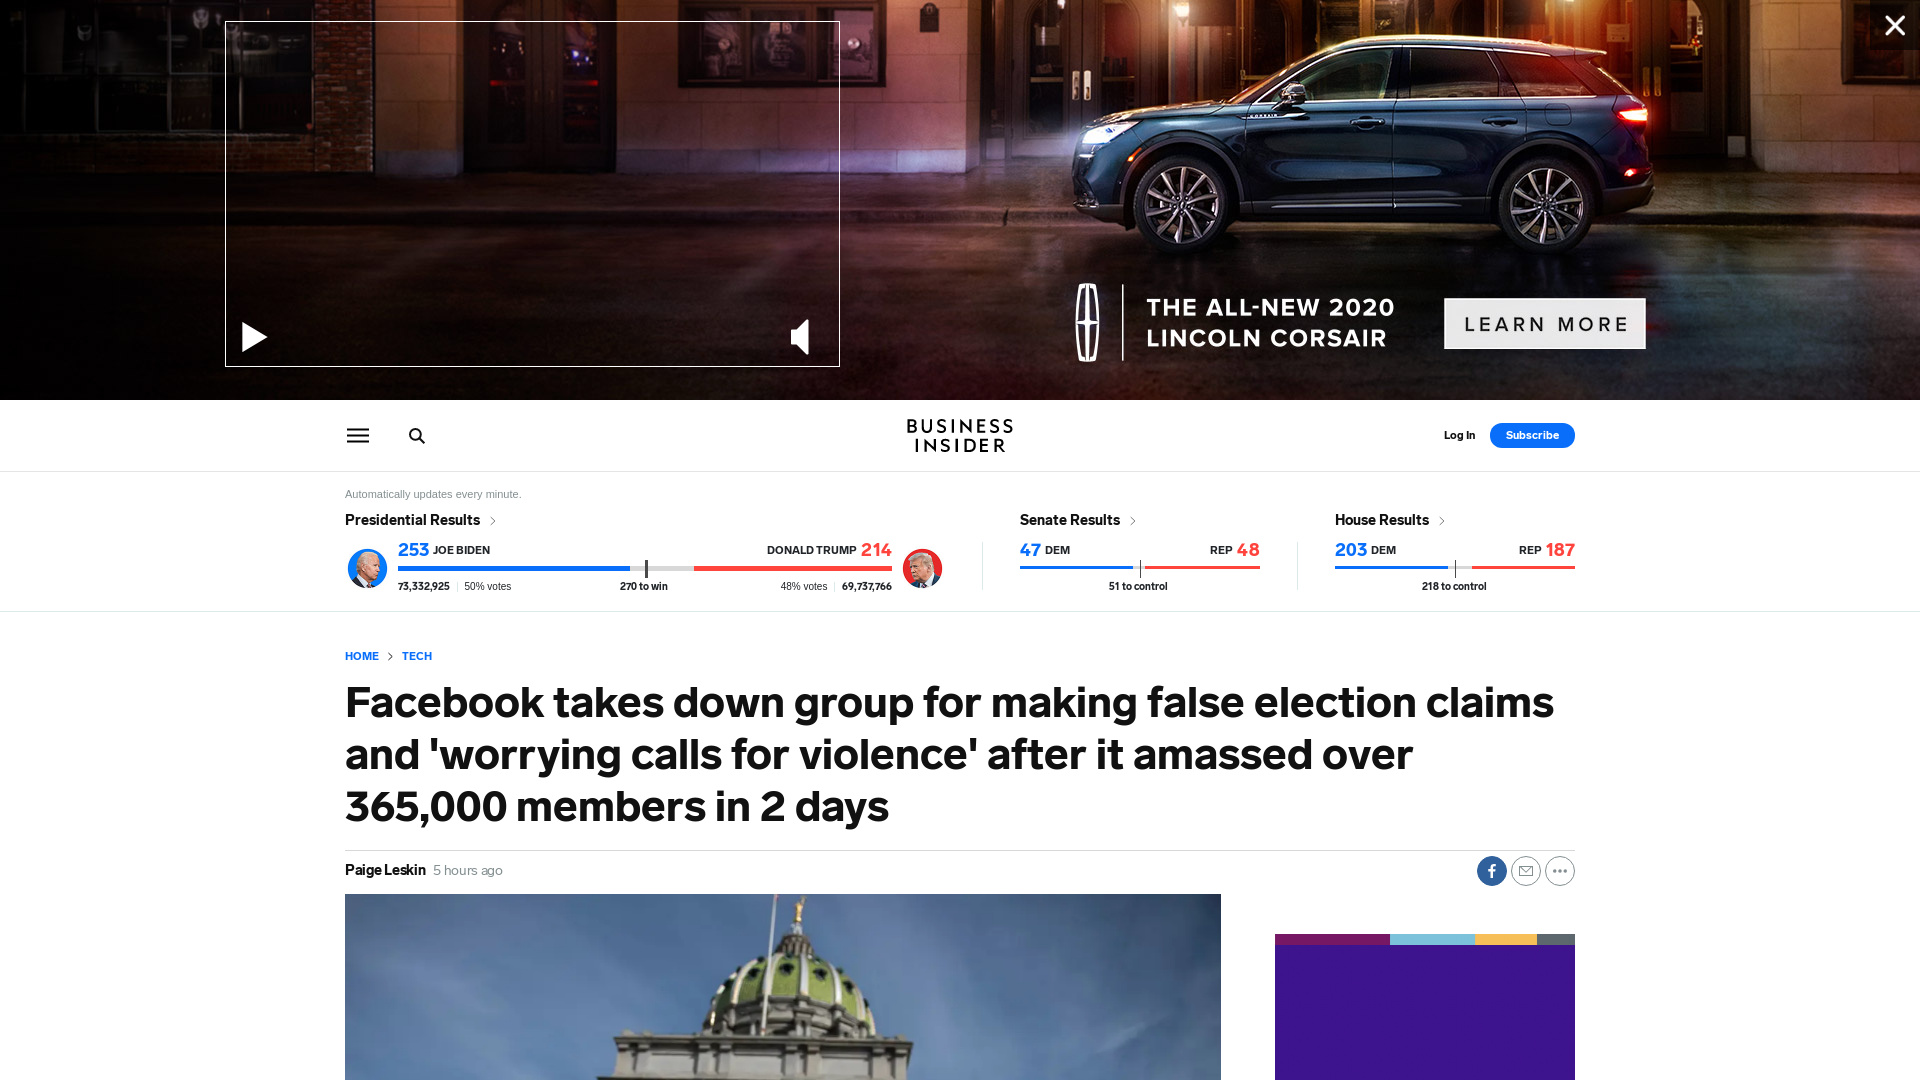 THE ALL-NEW 2020
LINCOLN CORSAIR
LEARN MORE
BUSINESS
INSIDER
Log In
Subscribe
Automatically updates every minute.
Presidential Results
253 JOE BIDEN
DONALD TRUMP 214
73,332,925 50% votes
270 to win
48% votes 69,737,766
Senate Results
47 DEM
REP 48
51 to control
House Results
203 DEM
REP 187
218 to control
HOME > TECH
Facebook takes down group for making false election claims
and 'worrying calls for violence' after it amassed over
365,000 members in 2 days
Paige Leskin 5 hours ago